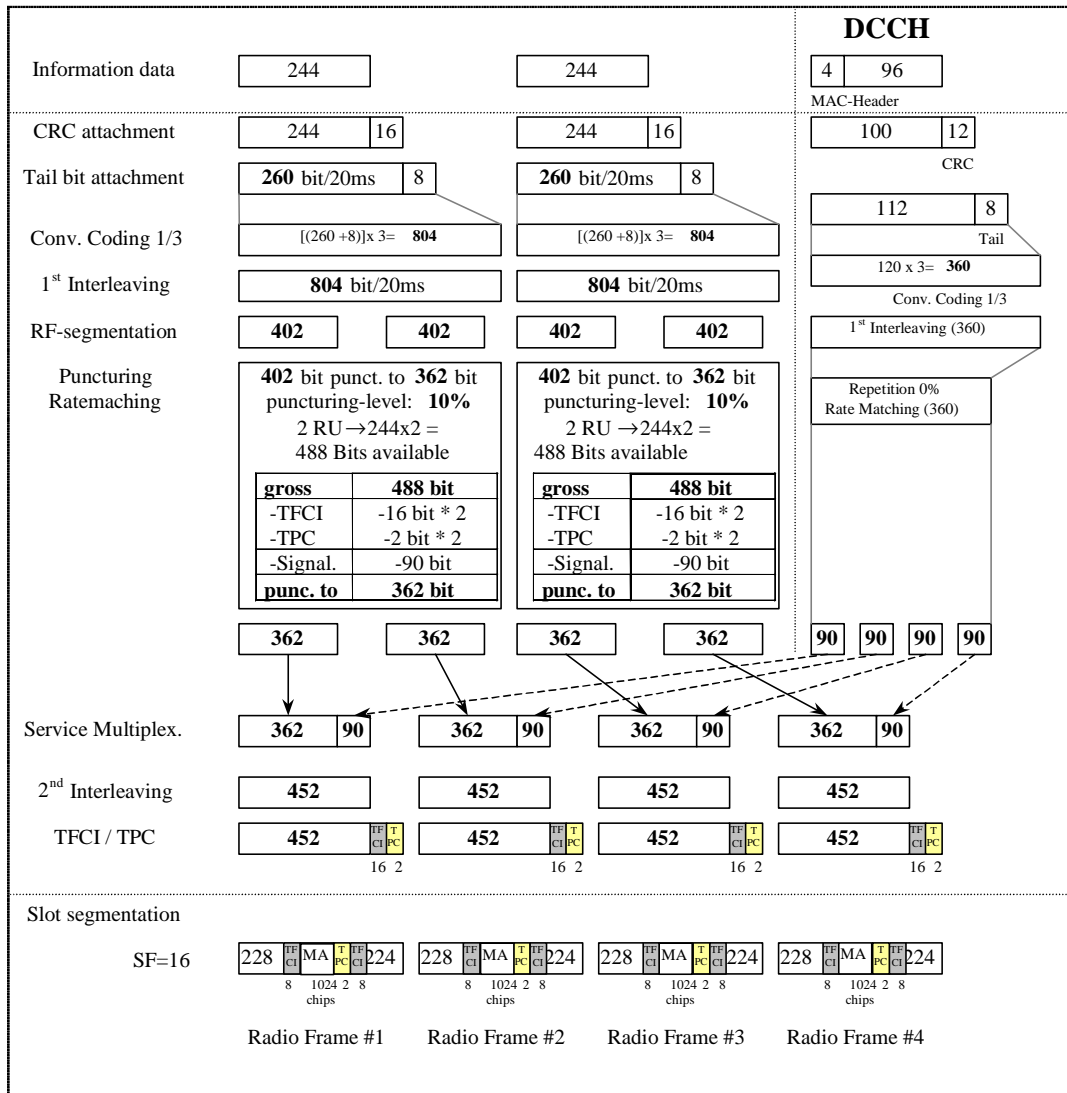 DCCH
Information data 244 244 4 96
MAC-Header
CRC attachment 244 16 244 16 100 12
CRC
Tail bit attachment 260 bit/20ms 8 260 bit/20ms 8
112 8
Tail
Conv. Coding 1/3 [(260 +8)]x 3= 804 [(260 +8)]x 3= 804
120 x 3= 360
Conv. Coding 1/3
1st Interleaving 804 bit/20ms 804 bit/20ms
RF-segmentation 402 402 402 402 1st Interleaving (360)
Puncturing
Ratemaching
402 bit punct. to 362 bit
puncturing-level: 10%
2 RU →244x2 =
488 Bits available
gross 488 bit
-TFCI -16 bit * 2
-TPC -2 bit * 2
-Signal. -90 bit
punc. to 362 bit
402 bit punct. to 362 bit
puncturing-level: 10%
2 RU →244x2 =
488 Bits available
gross 488 bit
-TFCI -16 bit * 2
-TPC -2 bit * 2
-Signal. -90 bit
punc. to 362 bit
Repetition 0%
Rate Matching (360)
362 362 362 362 90 90 90 90
Service Multiplex. 362 90 362 90 362 90 362 90
2nd Interleaving 452 452 452 452
TFCI / TPC 452 TF CI T PC 452 TF CI T PC 452 TF CI T PC 452 TF CI T PC
16 2 16 2 16 2 16 2
Slot segmentation
SF=16 228 TF CI MA T PC TF CI 224 228 TF CI MA T PC TF CI 224 228 TF CI MA T PC TF CI 224 228 TF CI MA T PC TF CI 224
8 1024 2 8 8 1024 2 8 8 1024 2 8 8 1024 2 8
chips chips chips chips
Radio Frame #1 Radio Frame #2 Radio Frame #3 Radio Frame #4